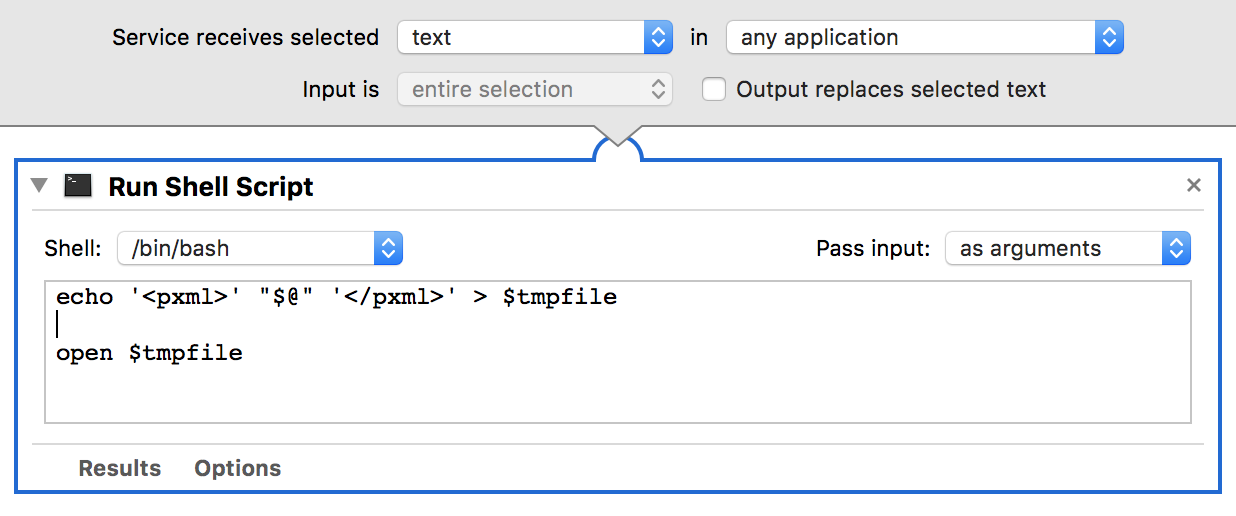 Service receives selected text in any application
Input is entire selection Output replaces selected text
>_
Run Shell Script ×
Shell: /bin/bash Pass input: as arguments
echo '<pxml>' "$@" '</pxml>' > $tmpfile
open $tmpfile
Results Options